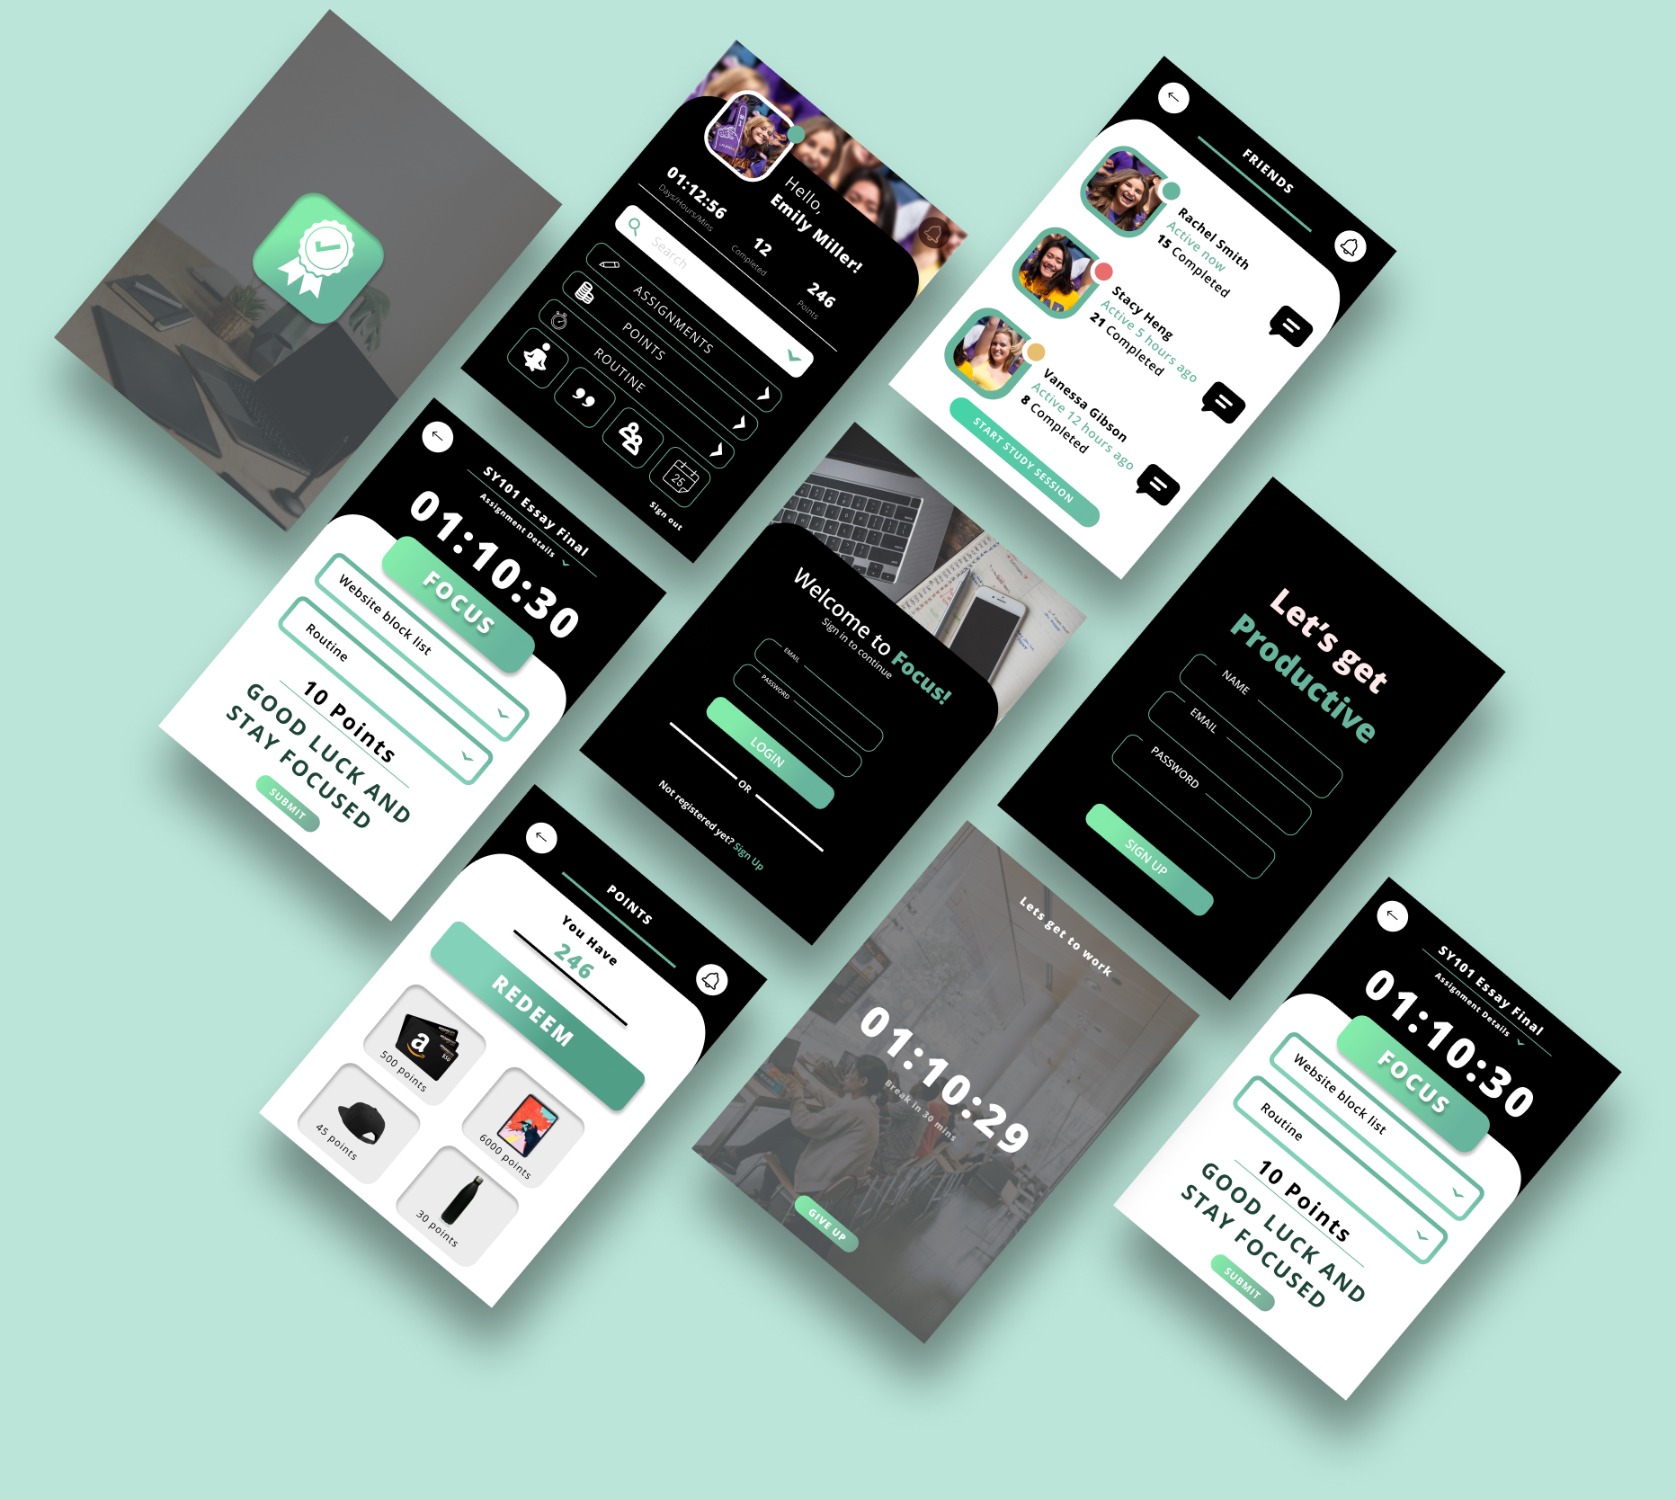 Hello,
Emily Miller!
01:12:56
Days/Hours/Mins
12
Completed
246
Points
Search
ASSIGNMENTS
POINTS
ROUTINE
25
Sign out
FRIENDS
Rachel Smith
Active now
15 Completed
Stacy Heng
Active 5 hours ago
21 Completed
Vanessa Gibson
Active 12 hours ago
8 Completed
START STUDY SESSION
SY101 Essay Final
Assignment Details
01:10:30
FOCUS
Website block list
Routine
10 Points
GOOD LUCK AND
STAY FOCUSED
SUBMIT
Welcome to Focus!
Sign in to continue
EMAIL
PASSWORD
LOGIN
OR
Not registered yet? Sign Up
Let's get
Productive
NAME
EMAIL
PASSWORD
SIGN UP
POINTS
You Have
246
REDEEM
a
500 points
6000 points
45 points
30 points
Lets get to work
01:10:29
Break in 30 mins
GIVE UP
SY101 Essay Final
Assignment Details
01:10:30
FOCUS
Website block list
Routine
10 Points
GOOD LUCK AND
STAY FOCUSED
SUBMIT